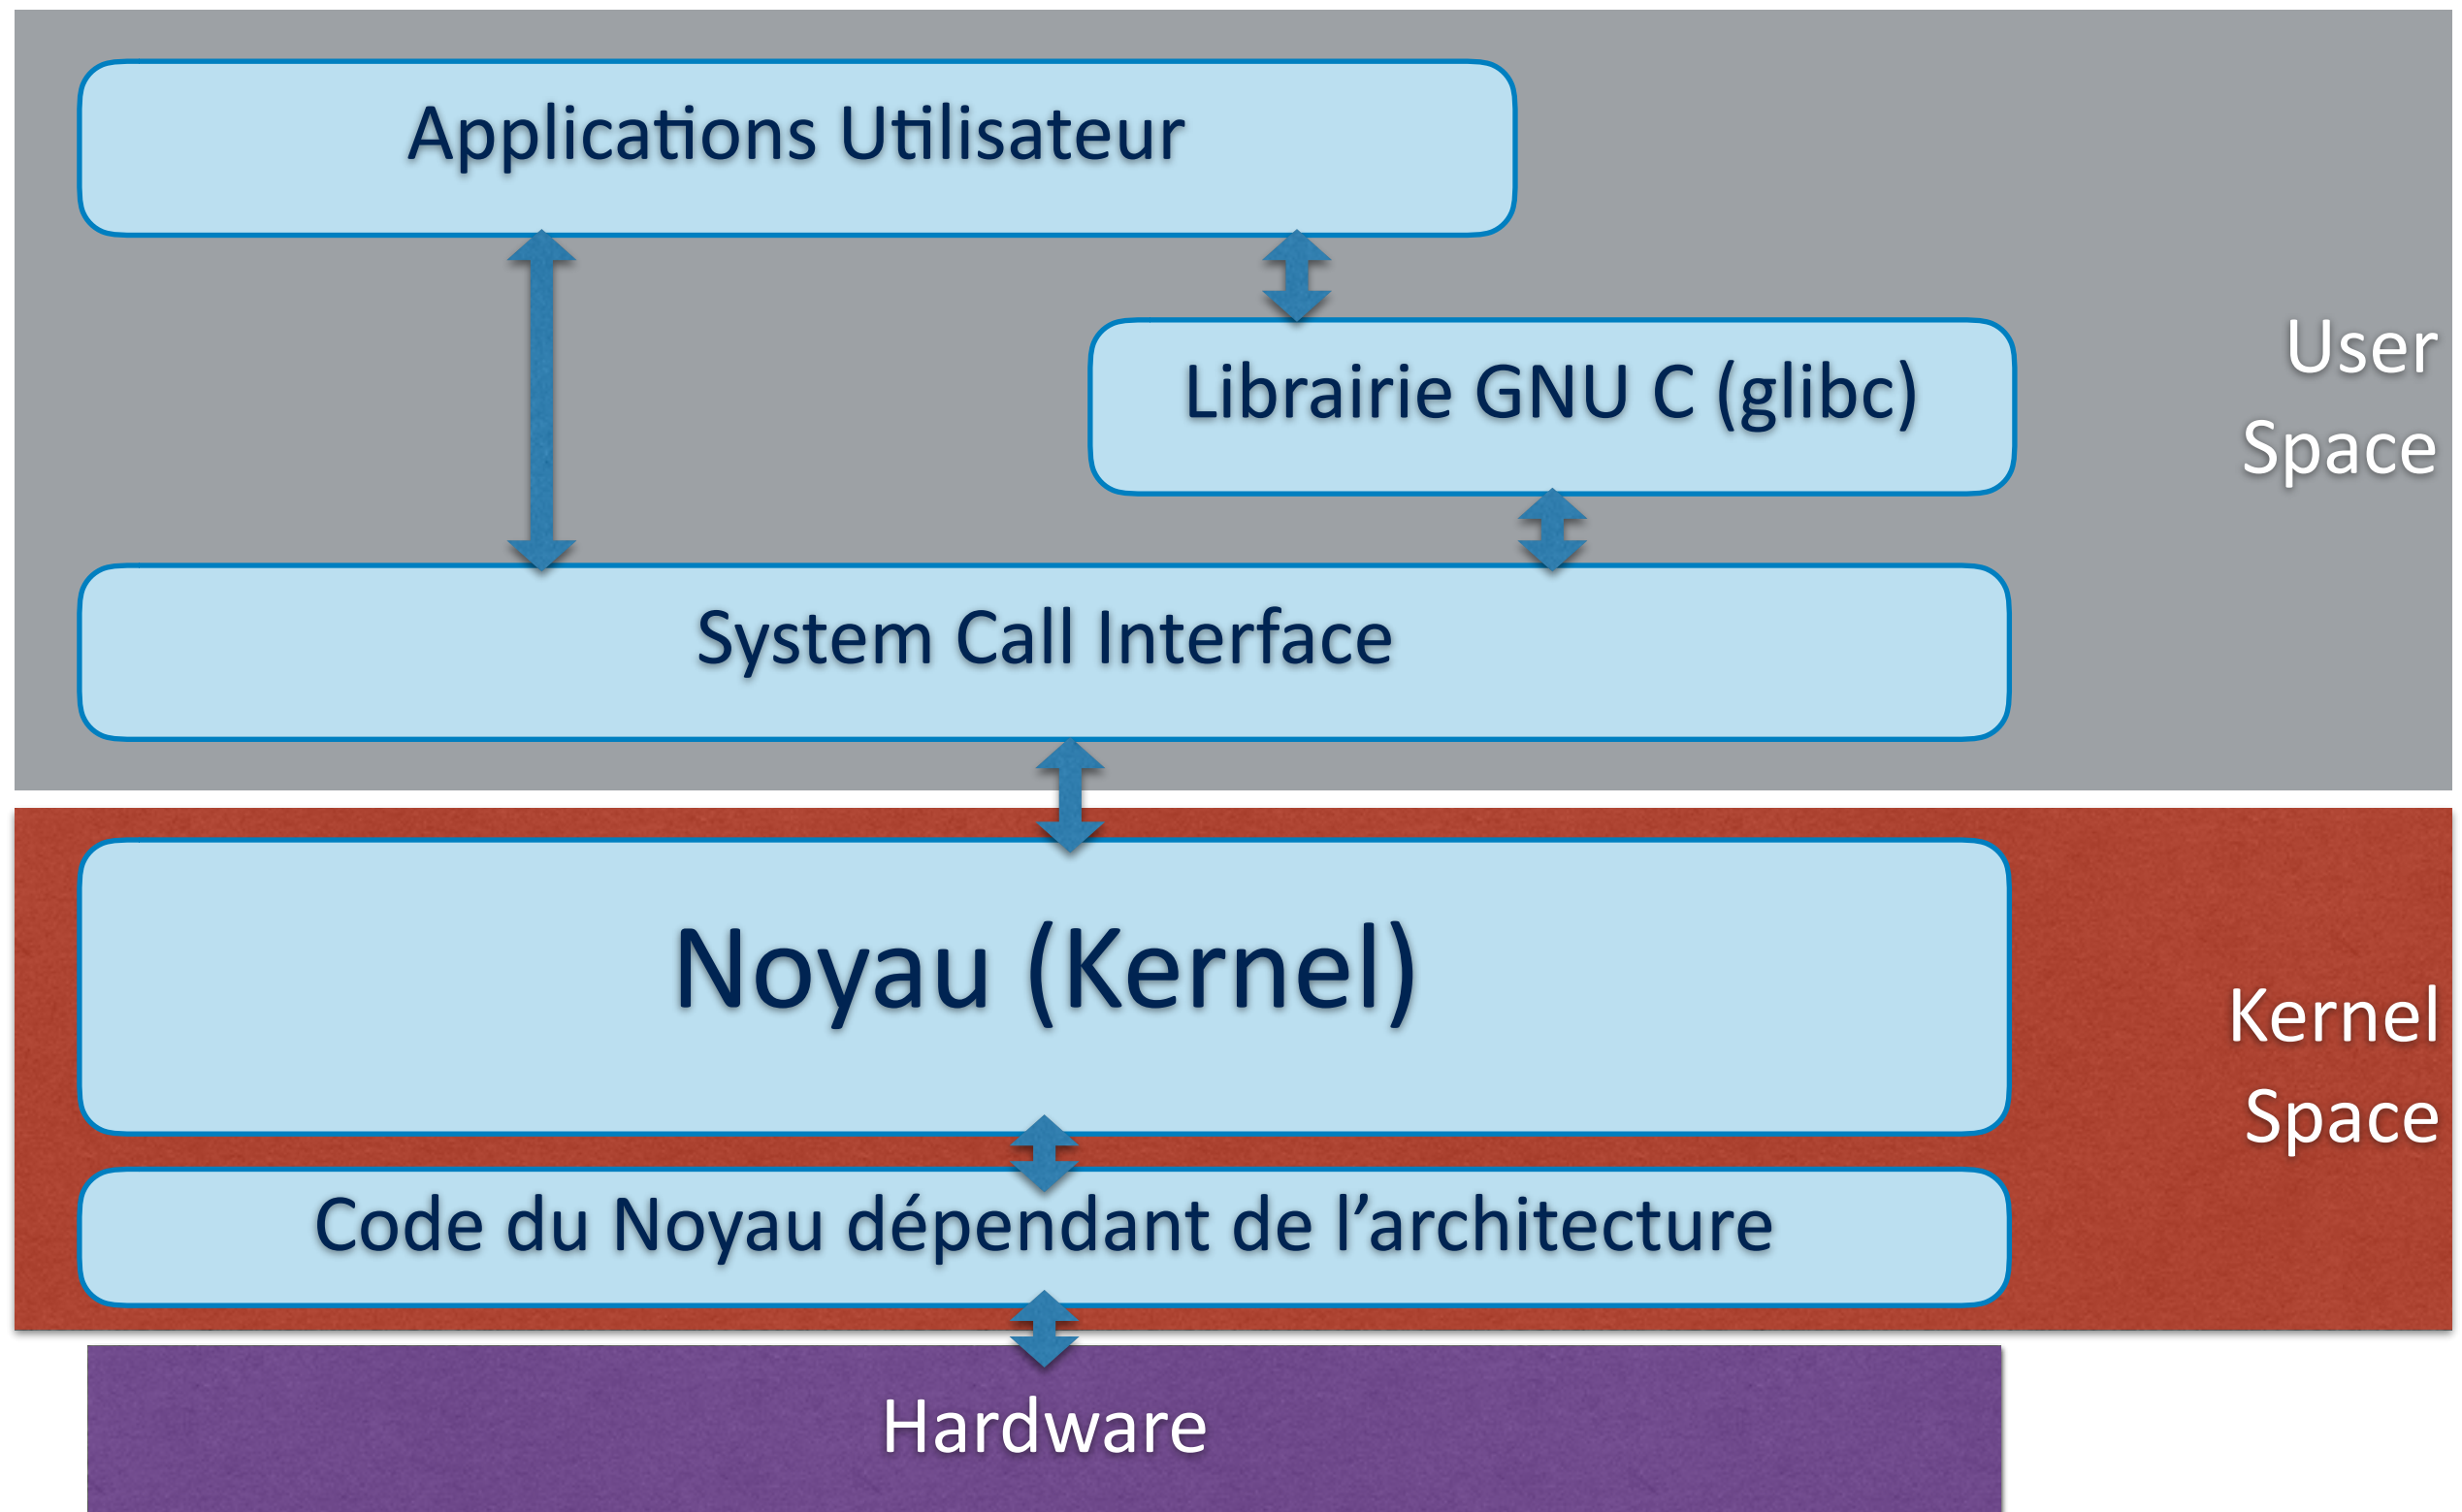 Applications Utilisateur
Librairie GNU C (glibc)
User
Space
System Call Interface
Noyau (Kernel)
Kernel
Space
Code du Noyau dépendant de l’architecture
Hardware